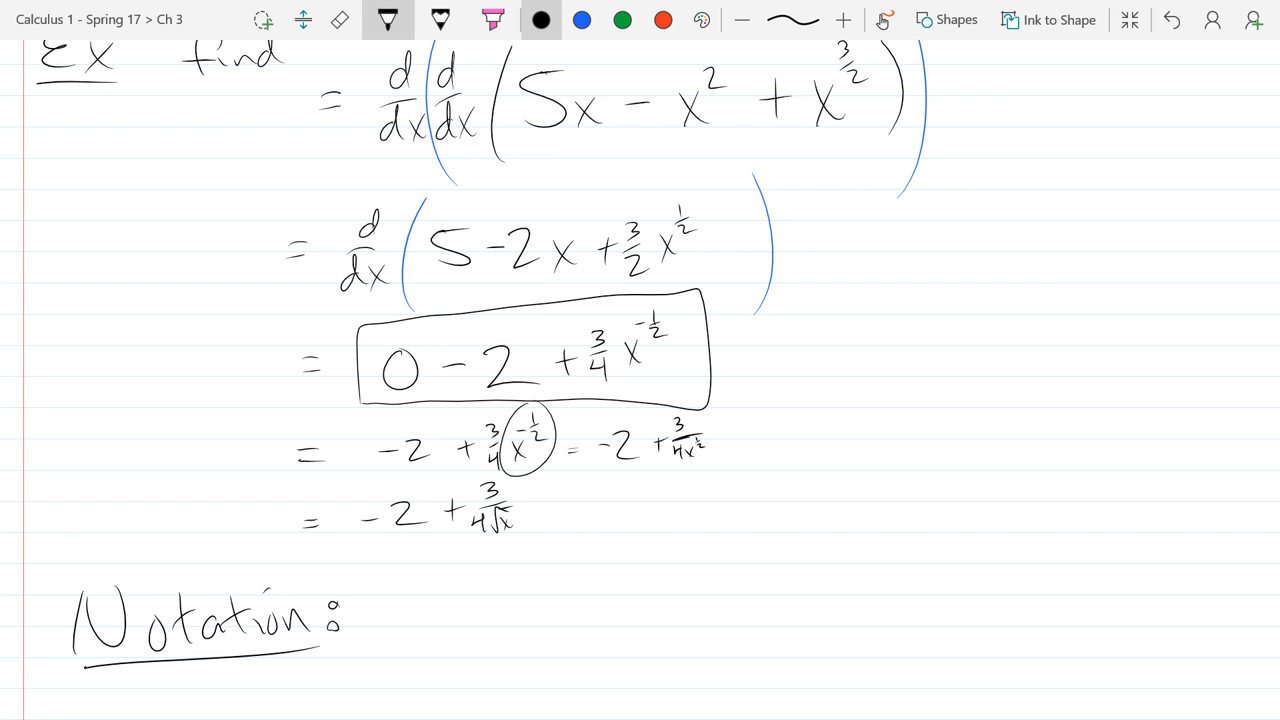 Calculus 1 - Spring 17 > Ch 3
Shapes
Ink to Shape
Ex find
= d/dx (d/dx (5x - x^2 + x^(3/2)))
= d/dx (5 - 2x + 3/2 x^(1/2))
= 0 - 2 + 3/4 x^(-1/2)
= -2 + 3/4 x^(-1/2) = -2 + 3/(4x^(1/2))
= -2 + 3/(4√x)
Notation: